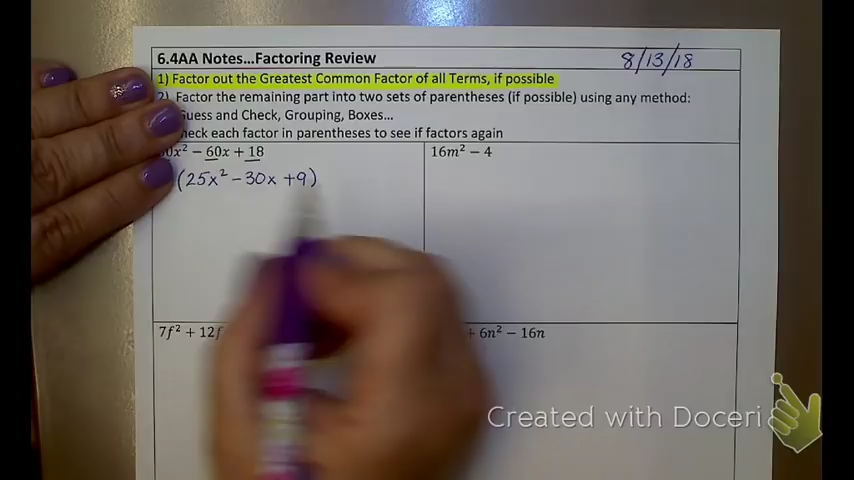 6.4AA Notes...Factoring Review 8/13/18
1) Factor out the Greatest Common Factor of all Terms, if possible
2) Factor the remaining part into two sets of parentheses (if possible) using any method:
Guess and Check, Grouping, Boxes...
heck each factor in parentheses to see if factors again
0x² − 60x + 18
16m² − 4
(25x² − 30x + 9)
7f² + 12f
+ 6n² − 16n
Created with Doceri